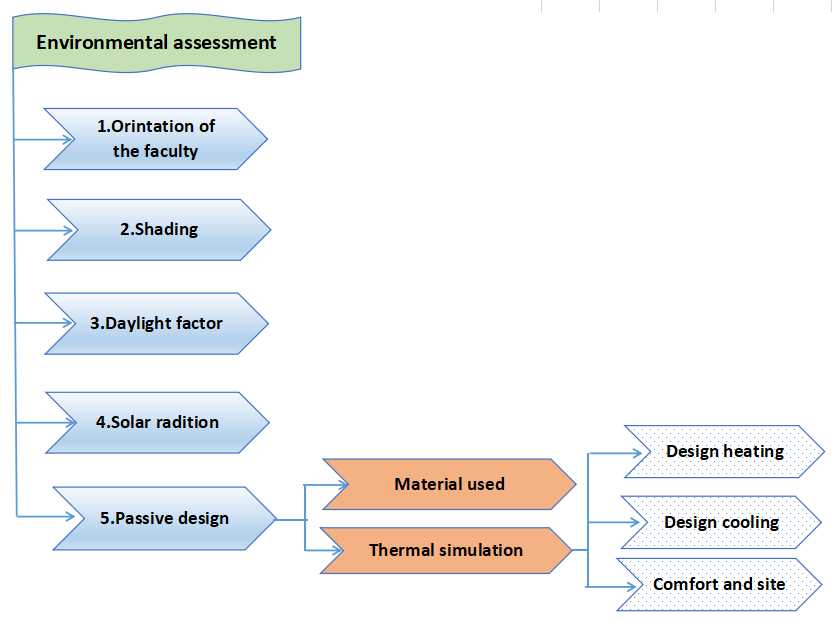 Environmental assessment
1.Orintation of
the faculty
2.Shading
3.Daylight factor
4.Solar radition
5.Passive design
Material used
Thermal simulation
Design heating
Design cooling
Comfort and site